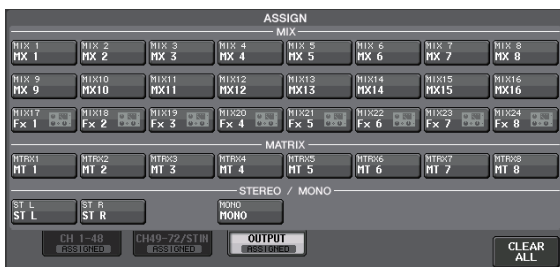 ASSIGN
MIX
MIX 1 MIX 2 MIX 3 MIX 4 MIX 5 MIX 6 MIX 7 MIX 8
MX 1 MX 2 MX 3 MX 4 MX 5 MX 6 MX 7 MX 8
MIX 9 MIX10 MIX11 MIX12 MIX13 MIX14 MIX15 MIX16
MX 9 MX10 MX11 MX12 MX13 MX14 MX15 MX16
MIX17 MIX18 MIX19 MIX20 MIX21 MIX22 MIX23 MIX24
Fx 1 Fx 2 Fx 3 Fx 4 Fx 5 Fx 6 Fx 7 Fx 8
MATRIX
MTRX1 MTRX2 MTRX3 MTRX4 MTRX5 MTRX6 MTRX7 MTRX8
MT 1 MT 2 MT 3 MT 4 MT 5 MT 6 MT 7 MT 8
STEREO / MONO
ST L ST R MONO
ST L ST R MONO
CH 1-48 CH49-72/STIN OUTPUT
ASSIGNED ASSIGNED ASSIGNED
CLEAR
ALL